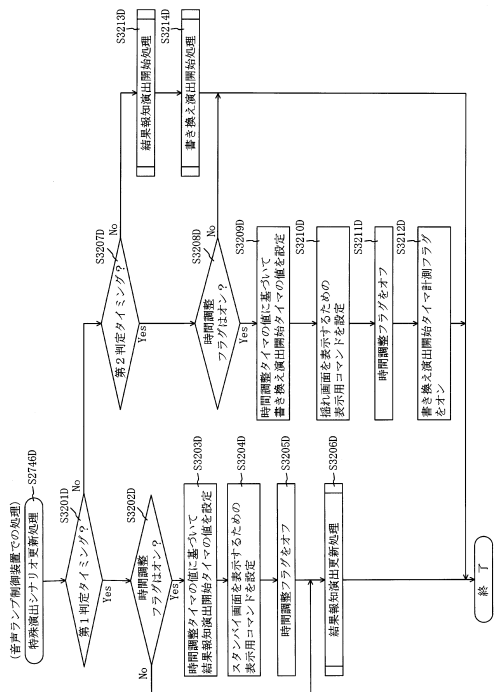 (音声ランプ制御装置での処理)
特殊演出シナリオ更新処理
S2746D
S3201D
第1判定タイミング?
No
Yes
S3202D
時間調整
フラグはオン?
No
Yes
S3203D
時間調整タイマの値に基づいて
結果報知演出開始タイマの値を設定
S3204D
スタンバイ画面を表示するための
表示用コマンドを設定
S3205D
時間調整フラグをオフ
S3206D
結果報知演出更新処理
S3207D
第2判定タイミング?
No
Yes
S3208D
時間調整
フラグはオン?
No
Yes
S3209D
時間調整タイマの値に基づいて
書き換え演出開始タイマの値を設定
S3210D
揺れ画面を表示するための
表示用コマンドを設定
S3211D
時間調整フラグをオフ
S3212D
書き換え演出開始タイマ計測フラグ
をオン
S3213D
結果報知演出開始処理
S3214D
書き換え演出開始処理
終了